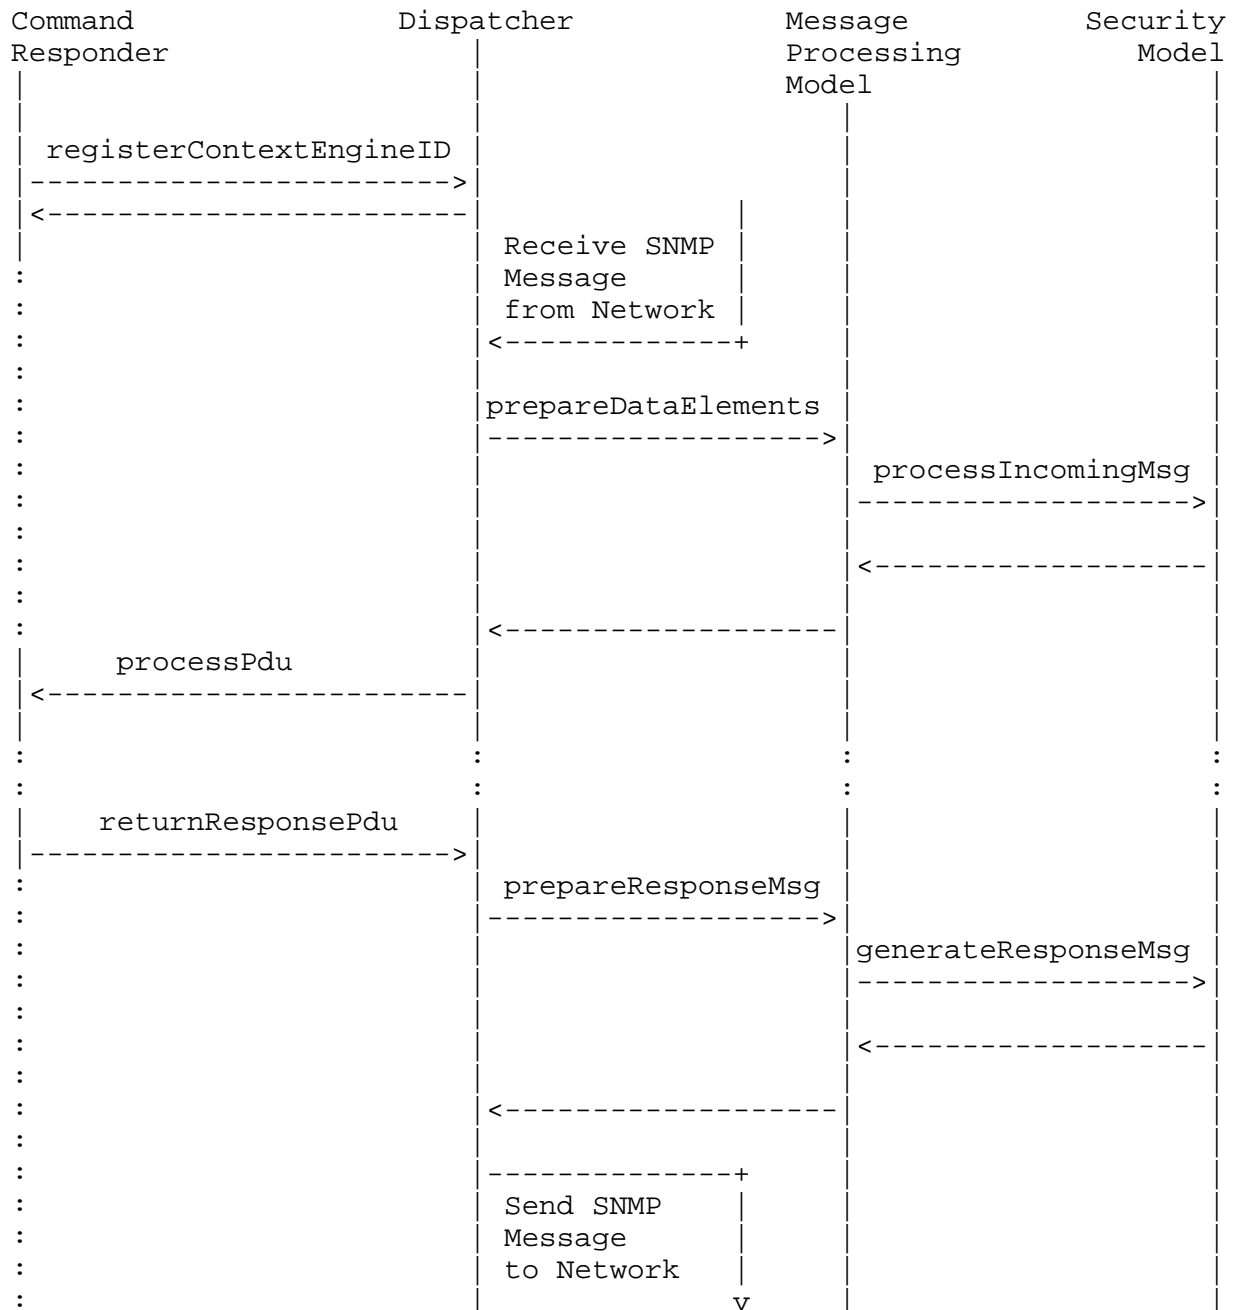 Command Dispatcher Message Security
Responder Processing Model
Model
registerContextEngineID
Receive SNMP
Message
from Network
prepareDataElements
processIncomingMsg
processPdu
returnResponsePdu
prepareResponseMsg
generateResponseMsg
Send SNMP
Message
to Network